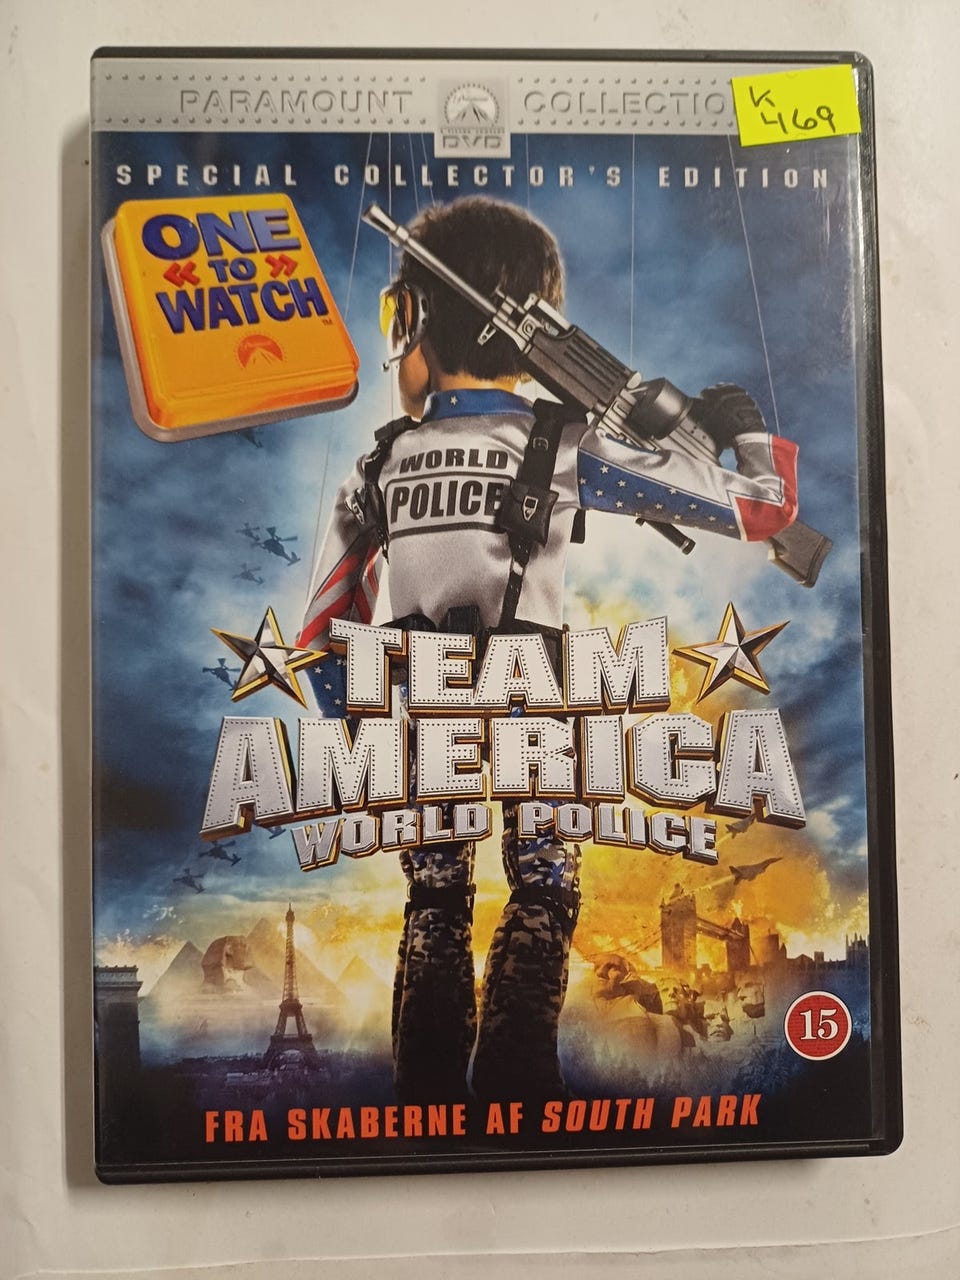 PARAMOUNT
COLLECTIO
K
469
DVD
SPECIAL COLLECTOR'S EDITION
ONE
« TO »
WATCH™
WORLD
POLICE
TEAM
AMERICA
WORLD POLICE
15
FRA SKABERNE AF SOUTH PARK